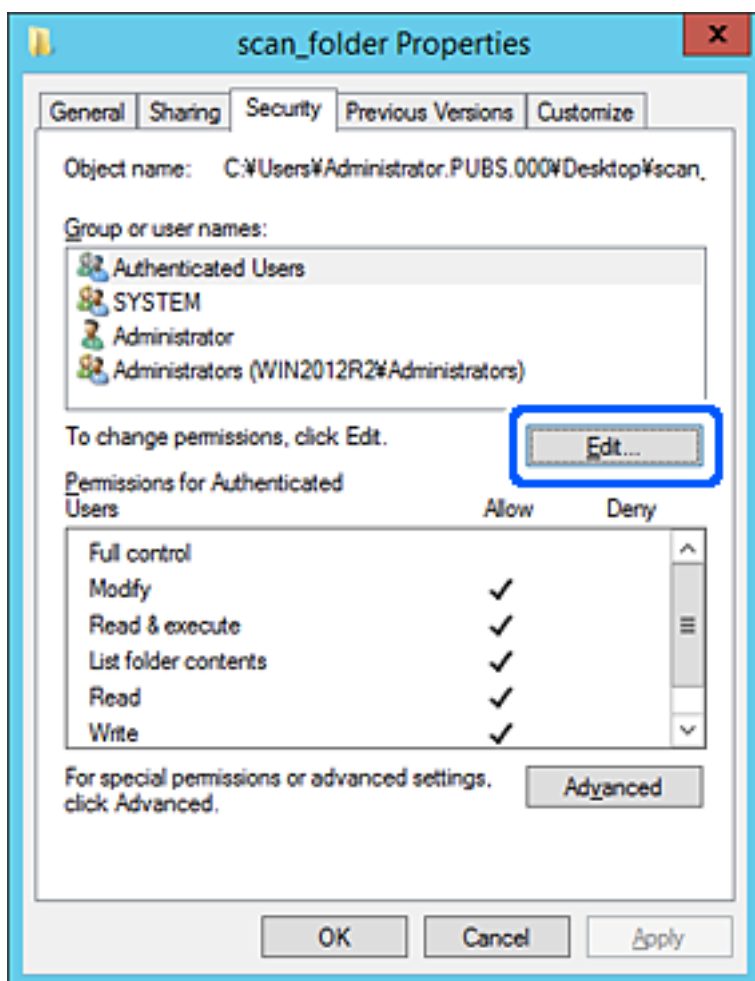 scan_folder Properties
x
General Sharing Security Previous Versions Customize
Object name: C:¥Users¥Administrator.PUBS.000¥Desktop¥scan_
Group or user names:
Authenticated Users
SYSTEM
Administrator
Administrators (WIN2012R2¥Administrators)
To change permissions, click Edit.
Edit...
Permissions for Authenticated
Users Allow Deny
Full control
Modify
Read & execute
List folder contents
Read
Write
For special permissions or advanced settings,
click Advanced.
Advanced
OK Cancel Apply